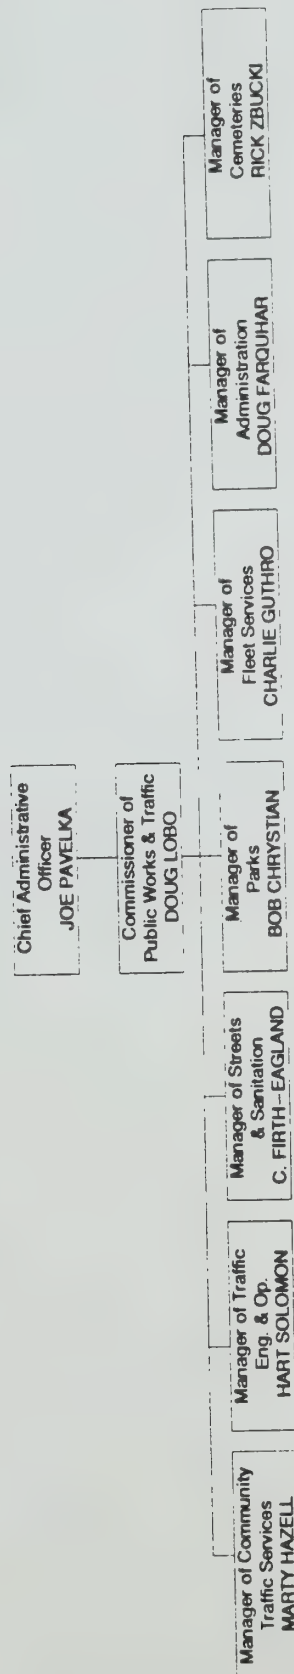 Chief Administrative
Officer
JOE PAVELKA
Commissioner of
Public Works & Traffic
DOUG LOBO
Manager of Community
Traffic Services
MARTY HAZELL
Manager of Traffic
Eng. & Op.
HART SOLOMON
Manager of Streets
& Sanitation
C. FIRTH-EAGLAND
Manager of
Parks
BOB CHRYSTIAN
Manager of
Fleet Services
CHARLIE GUTHRO
Manager of
Administration
DOUG FARQUHAR
Manager of
Cemeteries
RICK ZBUCKI